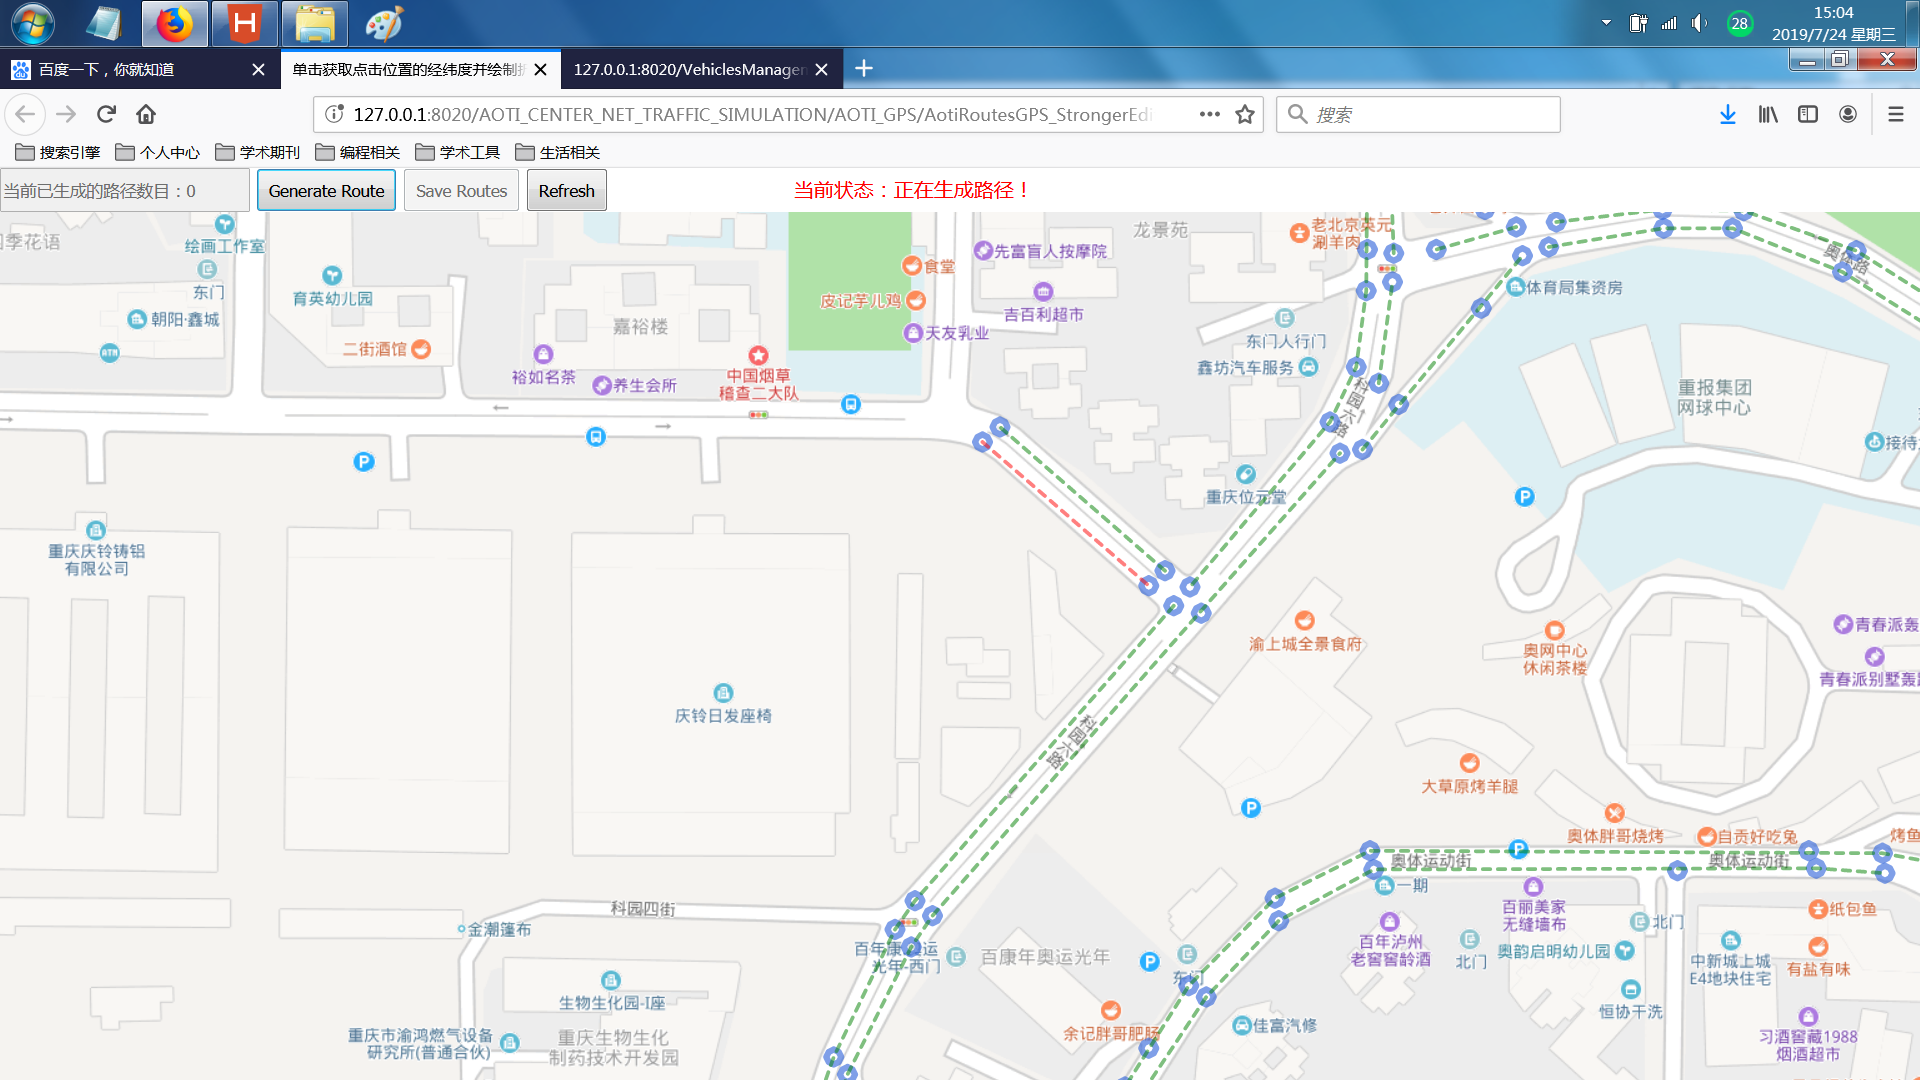 15:04
28
2019/7/24 星期三
百度一下，你就知道
单击获取点击位置的经纬度并绘制折
127.0.0.1:8020/VehiclesManage
127.0.0.1:8020/AOTI_CENTER_NET_TRAFFIC_SIMULATION/AOTI_GPS/AotiRoutesGPS_StrongerEdi
搜索
搜索引擎
个人中心
学术期刊
编程相关
学术工具
生活相关
当前已生成的路径数目：0
Generate Route
Save Routes
Refresh
当前状态：正在生成路径！
四季花语
绘画工作室
东门
育英幼儿园
朝阳·鑫城
ATM
二街酒馆
嘉裕楼
裕如名茶
养生会所
中国烟草
稽查二大队
食堂
皮记芋儿鸡
天友乳业
先富盲人按摩院
吉百利超市
龙景苑
老北京英元
涮羊肉
奥体路
体育局集资房
东门人行门
鑫坊汽车服务
科园六路
重报集团
网球中心
接待
P
重庆位元堂
P
重庆庆铃铸铝
有限公司
渝上城全景食府
奥网中心
休闲茶楼
青春派轰
青春派别墅轰
庆铃日发座椅
科园六路
大草原烤羊腿
P
奥体胖哥烧烤
自贡好吃兔
烤鱼
P
奥体运动街
奥体运动街
一期
科园四街
金潮篷布
百年康奥运
光年-西门
百康年奥运光年
P
东门
百年泸州
老窖窖龄酒
北门
百丽美家
无缝墙布
奥韵启明幼儿园
北门
中新城上城
E4地块住宅
纸包鱼
有盐有味
恒协干洗
习酒窖藏1988
烟酒超市
生物生化园-I座
重庆市渝鸿燃气设备
研究所(普通合伙)
重庆生物生化
制药技术开发园
余记胖哥肥肠
佳富汽修